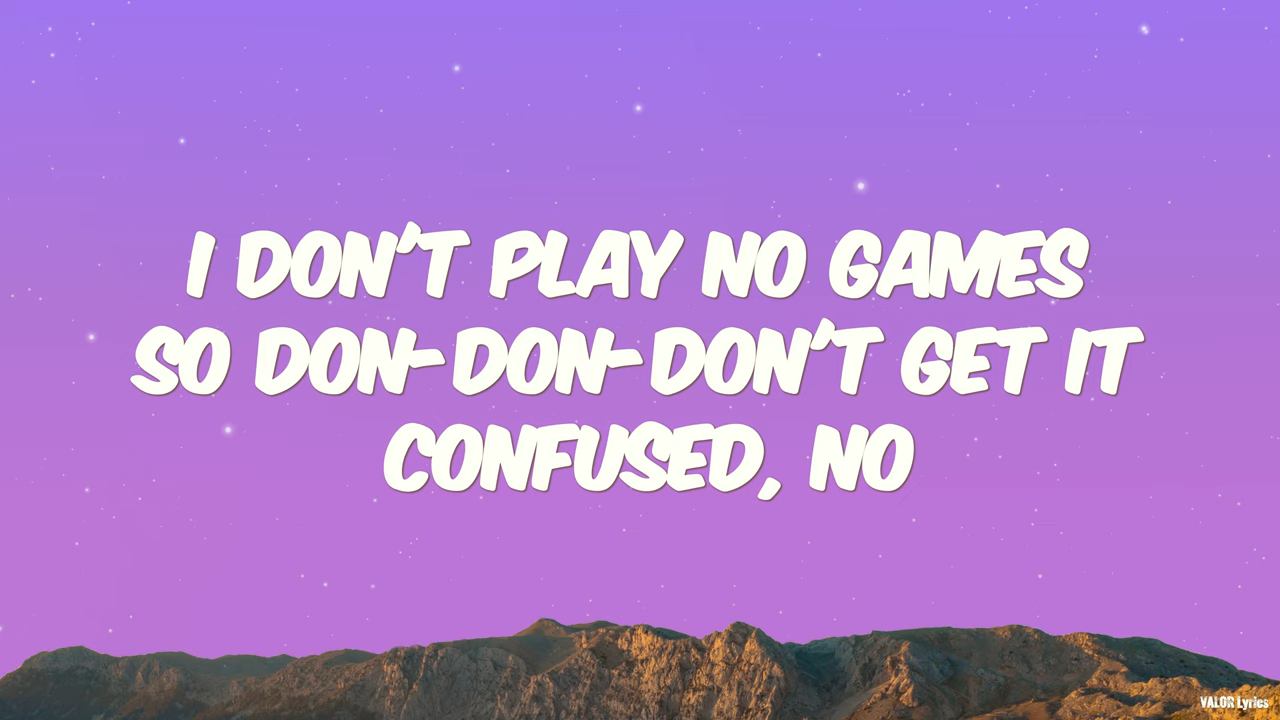 I DON'T PLAY NO GAMES
SO DON-DON-DON'T GET IT
CONFUSED, NO
VALOR Lyrics